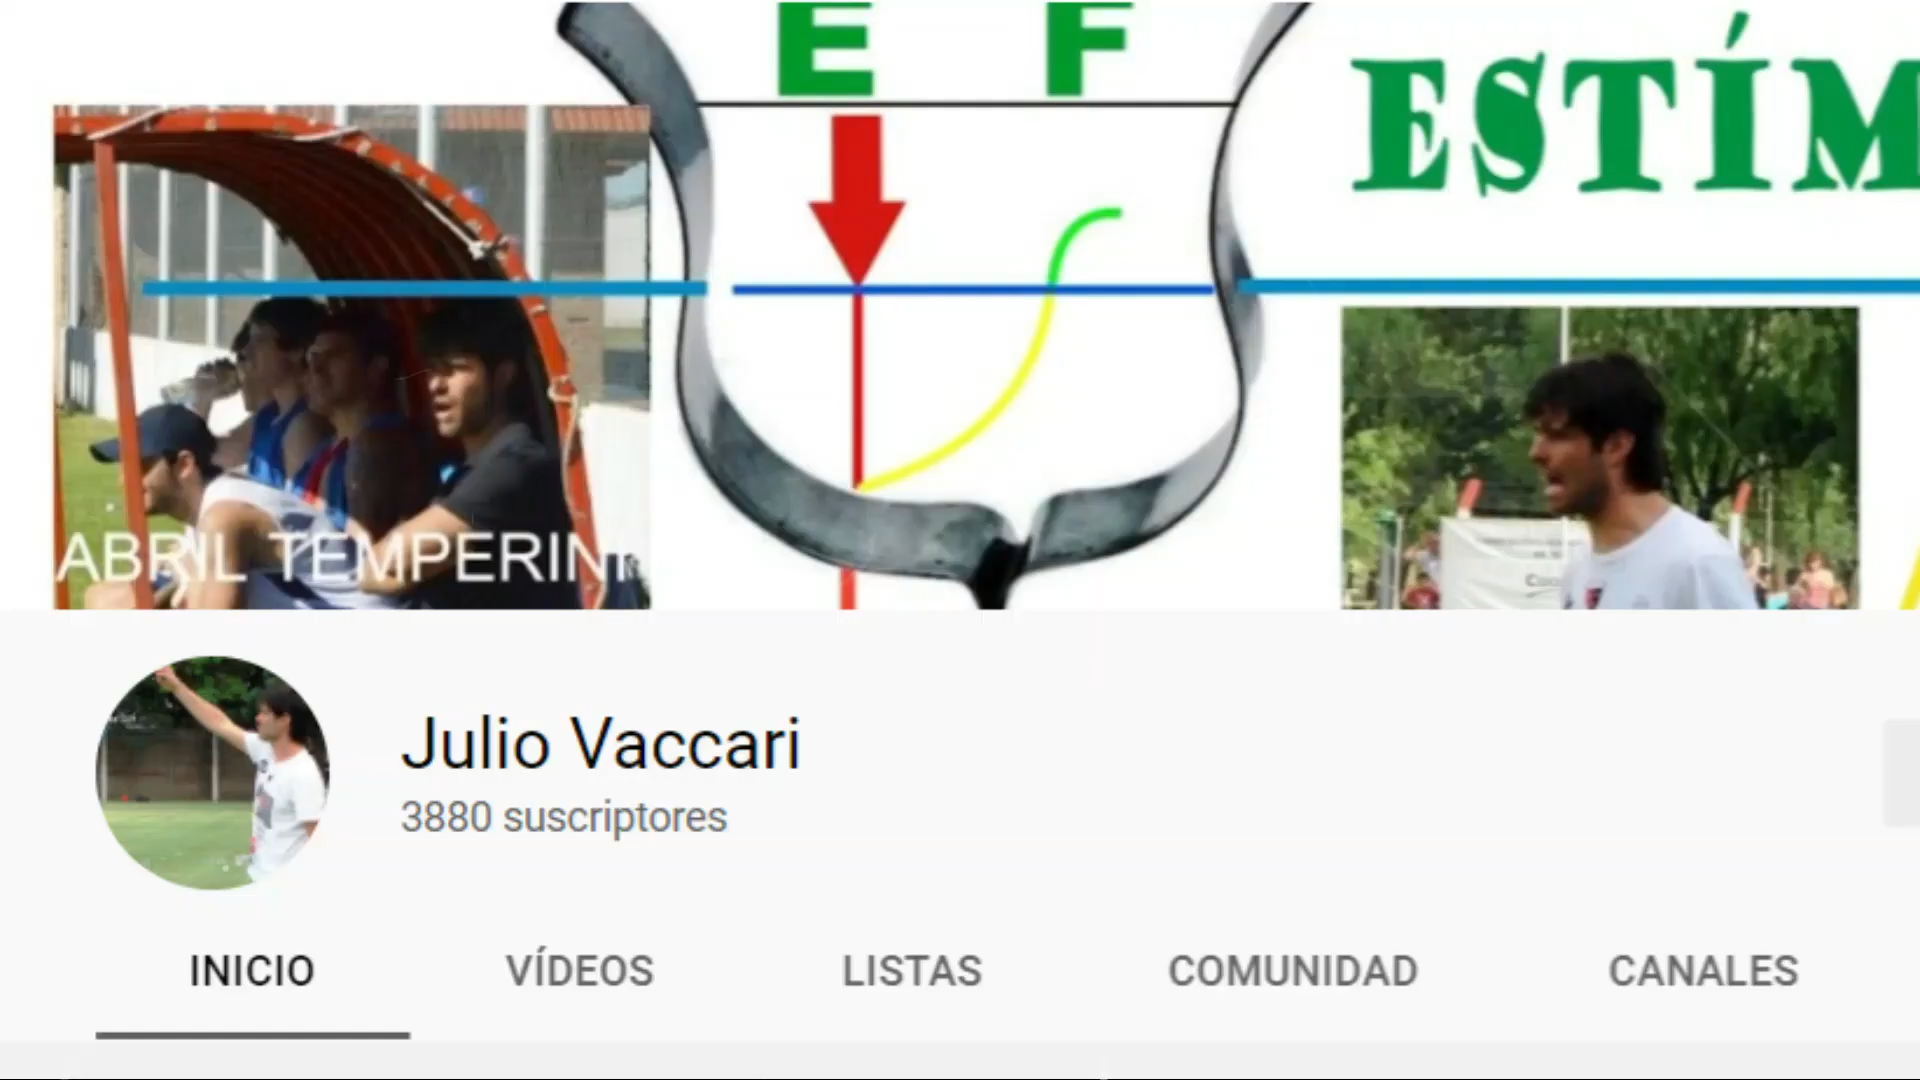 E F
ESTÍM
ABRIL TEMPERIN
Julio Vaccari
3880 suscriptores
INICIO
VÍDEOS
LISTAS
COMUNIDAD
CANALES